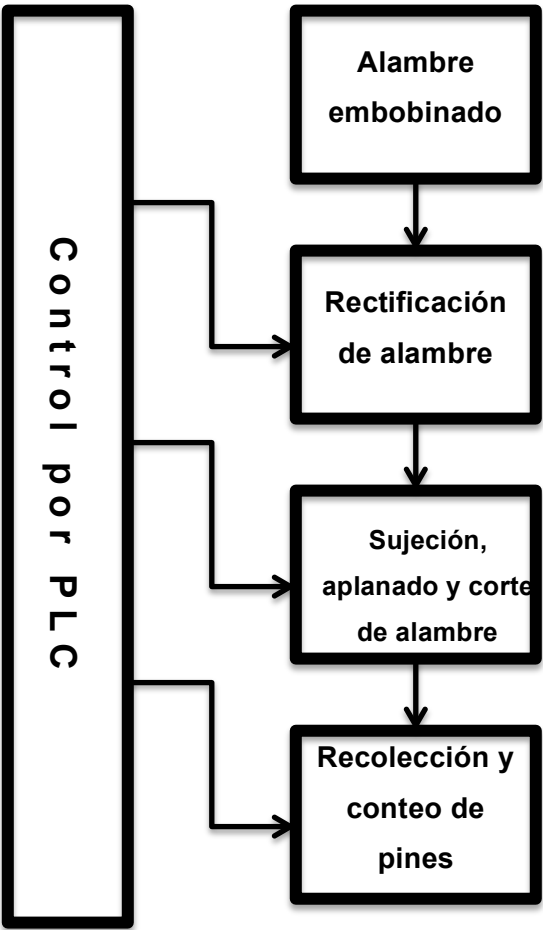 Control por PLC
Alambre
embobinado
Rectificación
de alambre
Sujeción,
aplanado y corte
de alambre
Recolección y
conteo de
pines